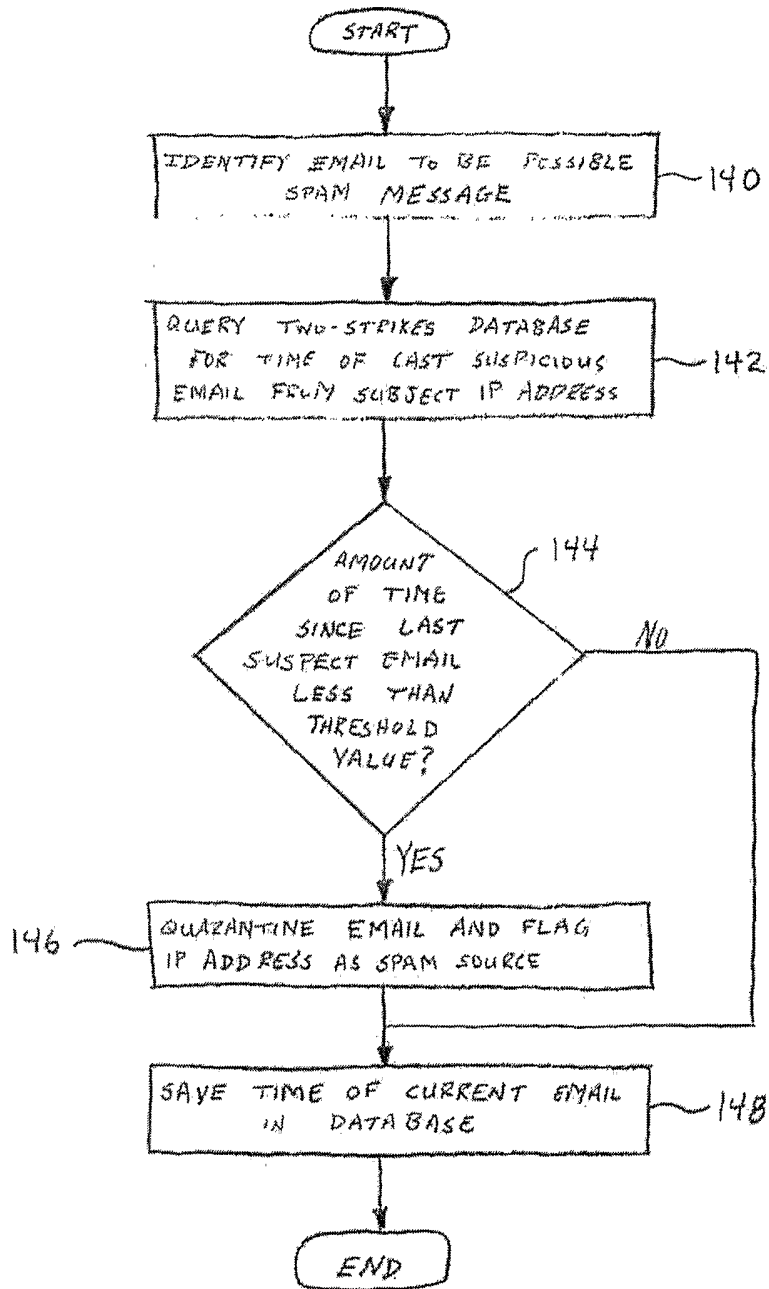 START
IDENTIFY EMAIL TO BE POSSIBLE
SPAM MESSAGE
140
QUERY TWO-STRIKES DATABASE
FOR TIME OF LAST SUSPICIOUS
EMAIL FROM SUBJECT IP ADDRESS
142
AMOUNT
OF TIME
SINCE LAST
SUSPECT EMAIL
LESS THAN
THRESHOLD
VALUE?
144
NO
YES
QUARANTINE EMAIL AND FLAG
IP ADDRESS AS SPAM SOURCE
146
SAVE TIME OF CURRENT EMAIL
IN DATABASE
148
END